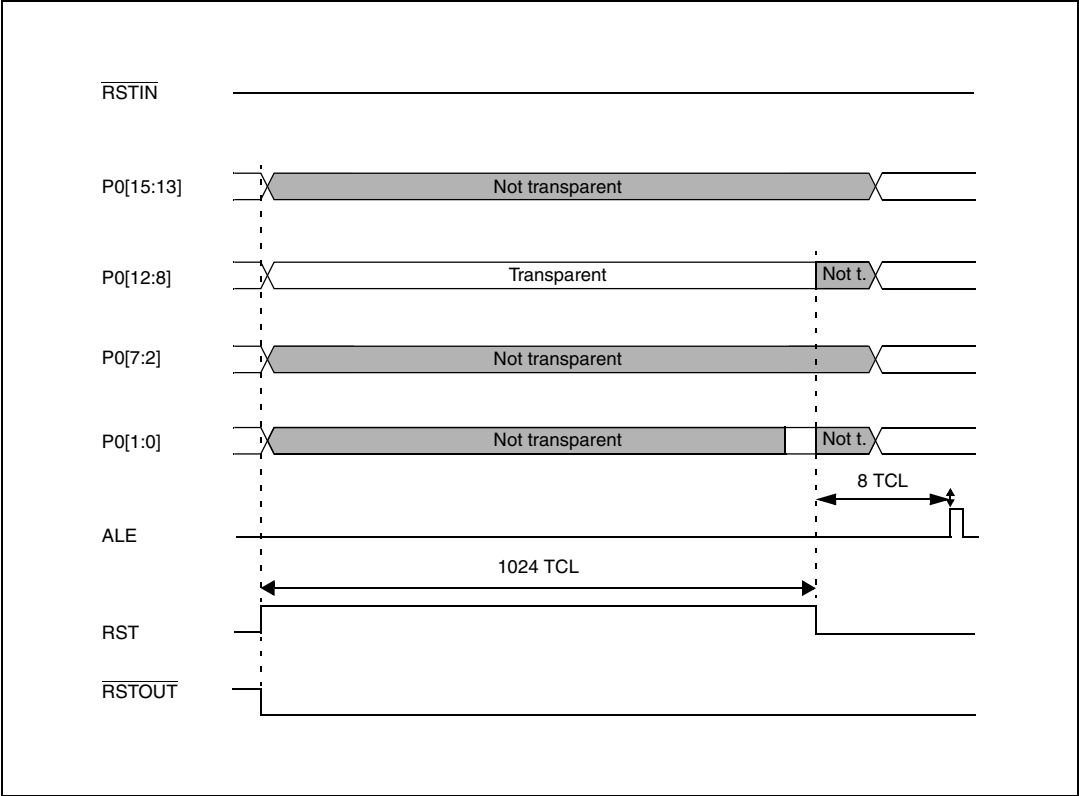 RSTIN
P0[15:13] Not transparent
P0[12:8] Transparent Not t.
P0[7:2] Not transparent
P0[1:0] Not transparent Not t.
8 TCL
ALE
1024 TCL
RST
RSTOUT